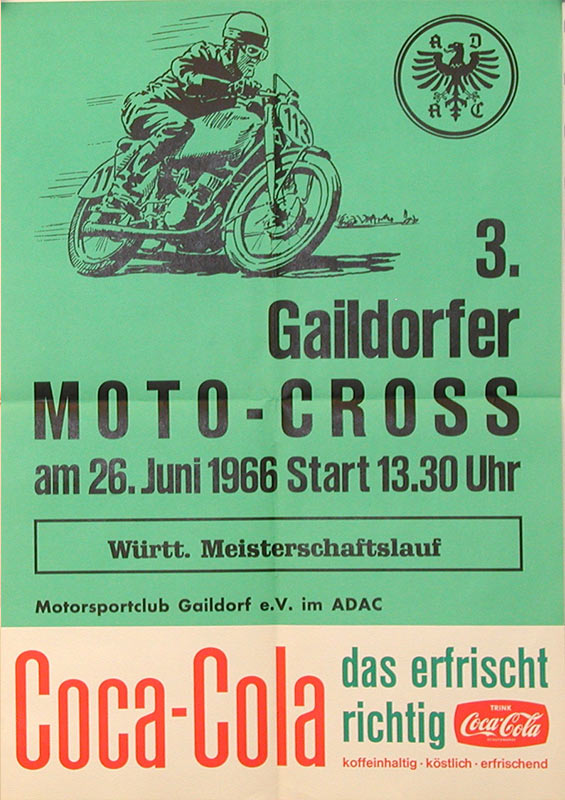 A D
A C
113
11
3.
Gaildorfer
MOTO-CROSS
am 26. Juni 1966 Start 13.30 Uhr
Württ. Meisterschaftslauf
Motorsportclub Gaildorf e.V. im ADAC
Coca-Cola
das erfrischt
richtig
TRINK
Coca-Cola
koffeinhaltig · köstlich · erfrischend